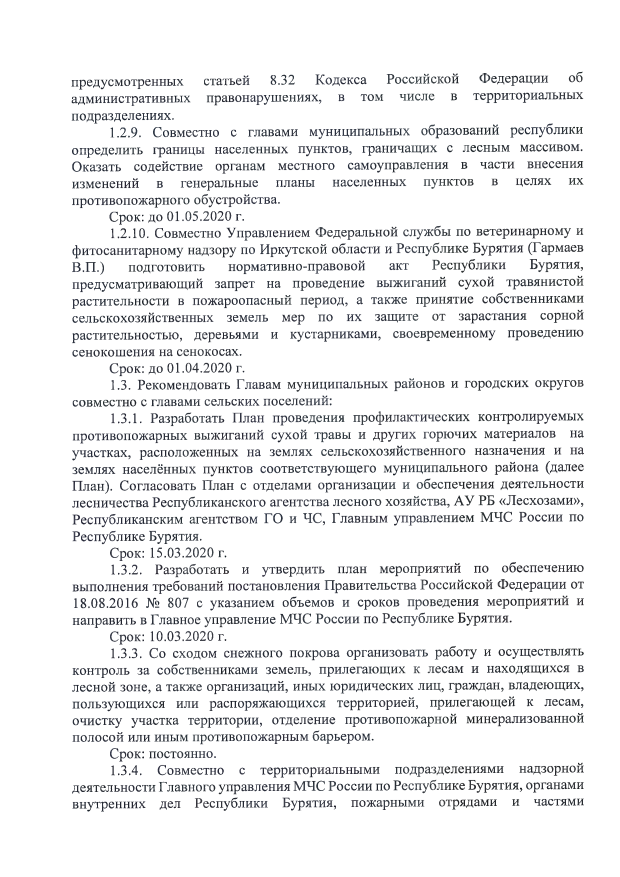 предусмотренных статьей 8.32 Кодекса Российской Федерации об
административных правонарушениях, в том числе в территориальных
подразделениях.
1.2.9. Совместно с главами муниципальных образований республики
определить границы населенных пунктов, граничащих с лесным массивом.
Оказать содействие органам местного самоуправления в части внесения
изменений в генеральные планы населенных пунктов в целях их
противопожарного обустройства.
Срок: до 01.05.2020 г.
1.2.10. Совместно Управлением Федеральной службы по ветеринарному и
фитосанитарному надзору по Иркутской области и Республике Бурятия (Гармаев
В.П.) подготовить нормативно-правовой акт Республики Бурятия,
предусматривающий запрет на проведение выжиганий сухой травянистой
растительности в пожароопасный период, а также принятие собственниками
сельскохозяйственных земель мер по их защите от зарастания сорной
растительностью, деревьями и кустарниками, своевременному проведению
сенокошения на сенокосах.
Срок: до 01.04.2020 г.
1.3. Рекомендовать Главам муниципальных районов и городских округов
совместно с главами сельских поселений:
1.3.1. Разработать План проведения профилактических контролируемых
противопожарных выжиганий сухой травы и других горючих материалов на
участках, расположенных на землях сельскохозяйственного назначения и на
землях населённых пунктов соответствующего муниципального района (далее
План). Согласовать План с отделами организации и обеспечения деятельности
лесничества Республиканского агентства лесного хозяйства, АУ РБ «Лесхозами»,
Республиканским агентством ГО и ЧС, Главным управлением МЧС России по
Республике Бурятия.
Срок: 15.03.2020 г.
1.3.2. Разработать и утвердить план мероприятий по обеспечению
выполнения требований постановления Правительства Российской Федерации от
18.08.2016 № 807 с указанием объемов и сроков проведения мероприятий и
направить в Главное управление МЧС России по Республике Бурятия.
Срок: 10.03.2020 г.
1.3.3. Со сходом снежного покрова организовать работу и осуществлять
контроль за собственниками земель, прилегающих к лесам и находящихся в
лесной зоне, а также организаций, иных юридических лиц, граждан, владеющих,
пользующихся или распоряжающихся территорией, прилегающей к лесам,
очистку участка территории, отделение противопожарной минерализованной
полосой или иным противопожарным барьером.
Срок: постоянно.
1.3.4. Совместно с территориальными подразделениями надзорной
деятельности Главного управления МЧС России по Республике Бурятия, органами
внутренних дел Республики Бурятия, пожарными отрядами и частями